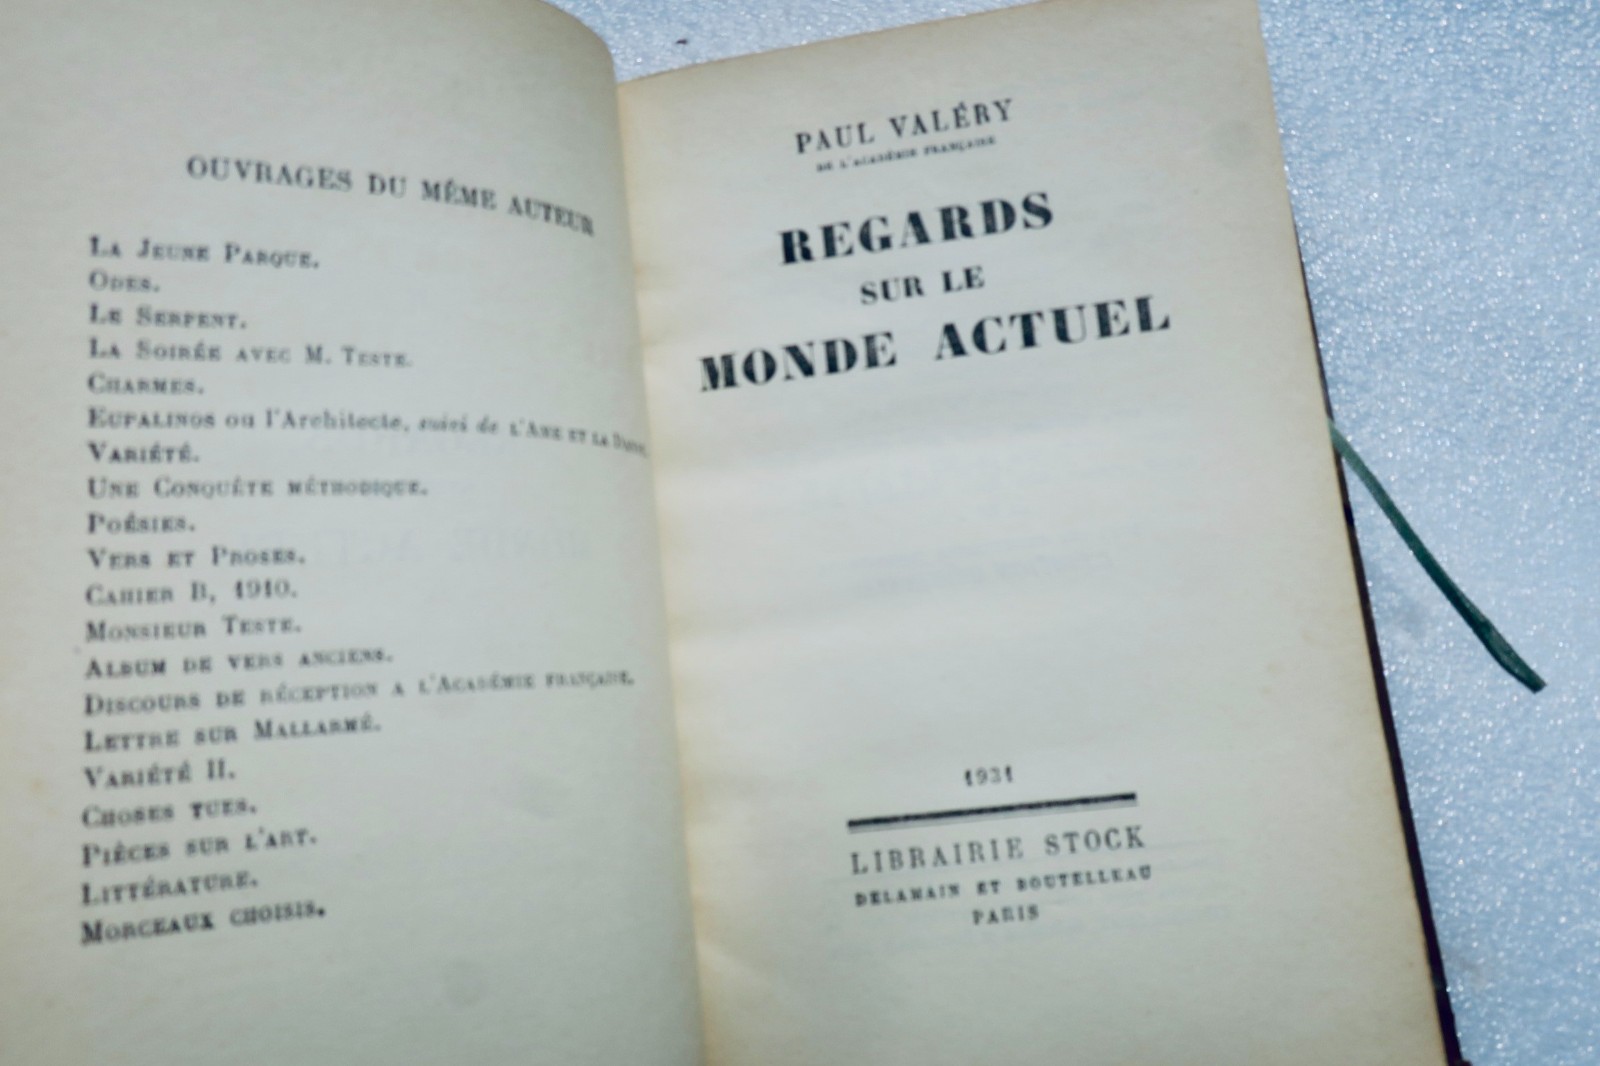 OUVRAGES DU MÊME AUTEUR
LA JEUNE PARQUE.
ODES.
LE SERPENT.
LA SOIRÉE AVEC M. TESTE.
CHARMES.
EUPALINOS ou l'Architecte, suivi de L'AME ET LA DANSE.
VARIÉTÉ.
UNE CONQUÊTE MÉTHODIQUE.
POÉSIES.
VERS ET PROSES.
CAHIER B, 1910.
MONSIEUR TESTE.
ALBUM DE VERS ANCIENS.
DISCOURS DE RÉCEPTION A L'ACADÉMIE FRANÇAISE.
LETTRE SUR MALLARMÉ.
VARIÉTÉ II.
CHOSES TUES.
PIÈCES SUR L'ART.
LITTÉRATURE.
MORCEAUX CHOISIS.
PAUL VALÉRY
DE L'ACADÉMIE FRANÇAISE
REGARDS
SUR LE
MONDE ACTUEL
1931
LIBRAIRIE STOCK
DELAMAIN ET BOUTELLEAU
PARIS